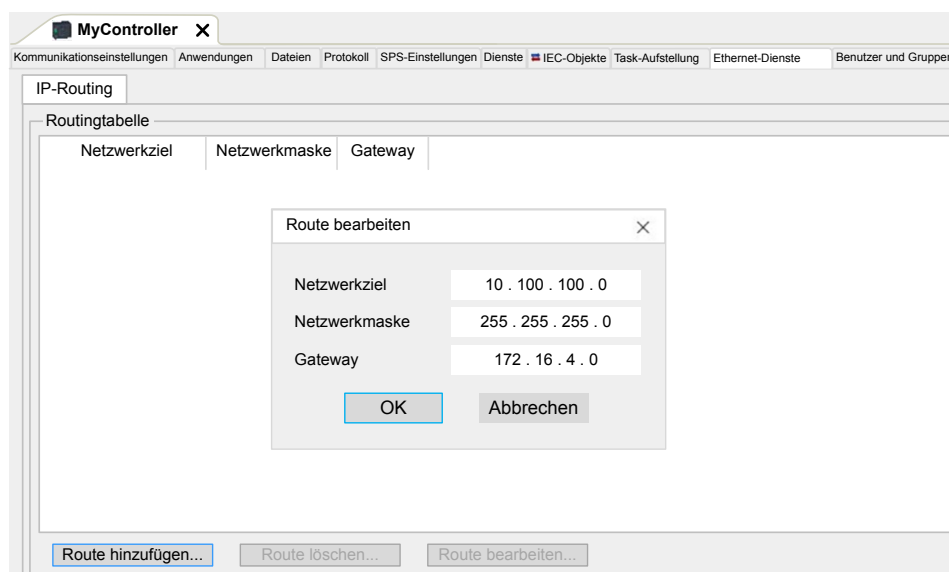 MyController X
Kommunikationseinstellungen Anwendungen Dateien Protokoll SPS-Einstellungen Dienste IEC-Objekte Task-Aufstellung Ethernet-Dienste Benutzer und Gruppen
IP-Routing
Routingtabelle
Netzwerkziel Netzwerkmaske Gateway
Route bearbeiten
Netzwerkziel 10 . 100 . 100 . 0
Netzwerkmaske 255 . 255 . 255 . 0
Gateway 172 . 16 . 4 . 0
OK Abbrechen
Route hinzufügen... Route löschen... Route bearbeiten...